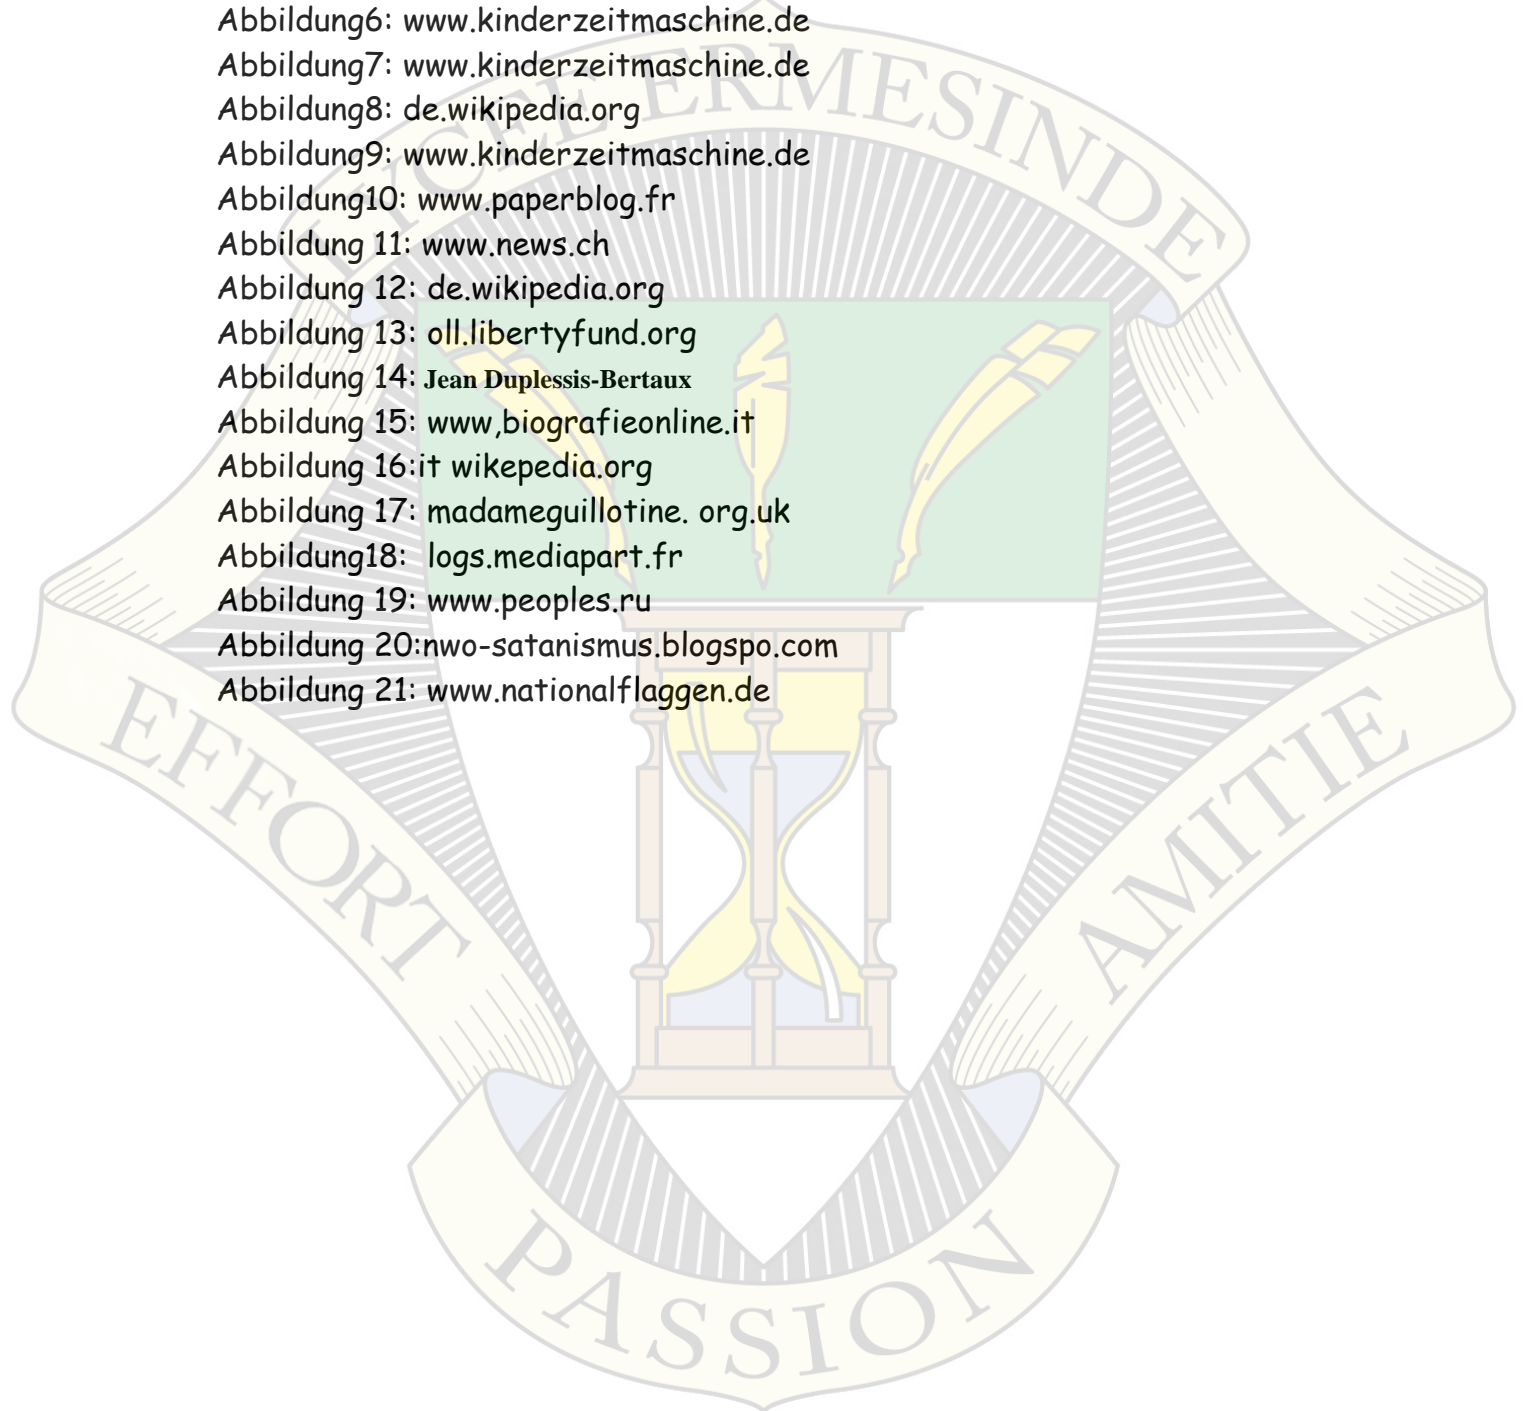 Abbildung6: www.kinderzeitmaschine.de
Abbildung7: www.kinderzeitmaschine.de
Abbildung8: de.wikipedia.org
Abbildung9: www.kinderzeitmaschine.de
Abbildung10: www.paperblog.fr
Abbildung 11: www.news.ch
Abbildung 12: de.wikipedia.org
Abbildung 13: oll.libertyfund.org
Abbildung 14: Jean Duplessis-Bertaux
Abbildung 15: www,biografieonline.it
Abbildung 16:it wikepedia.org
Abbildung 17: madameguillotine. org.uk
Abbildung18:  logs.mediapart.fr
Abbildung 19: www.peoples.ru
Abbildung 20:nwo-satanismus.blogspo.com
Abbildung 21: www.nationalflaggen.de
LYCEE ERMESINDE
EFFORT
AMITIE
PASSION